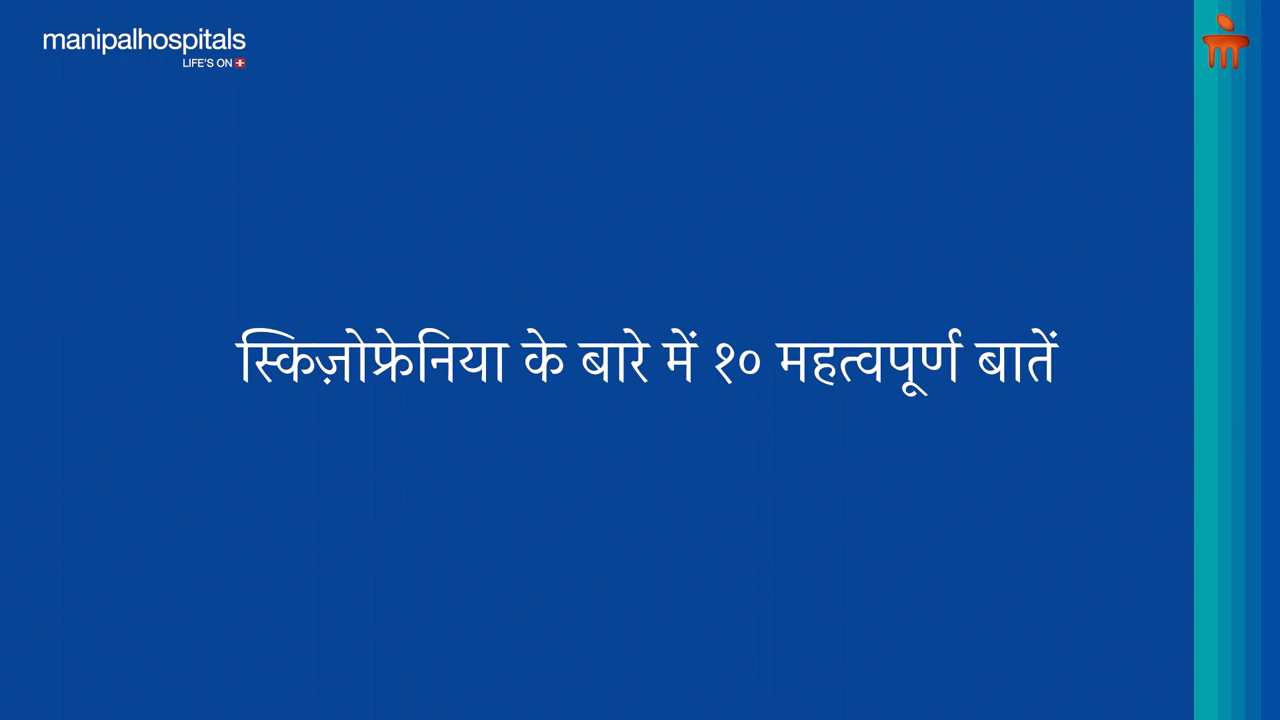 manipalhospitals
LIFE'S ON
स्किज़ोफ्रेनिया के बारे में १० महत्वपूर्ण बातें